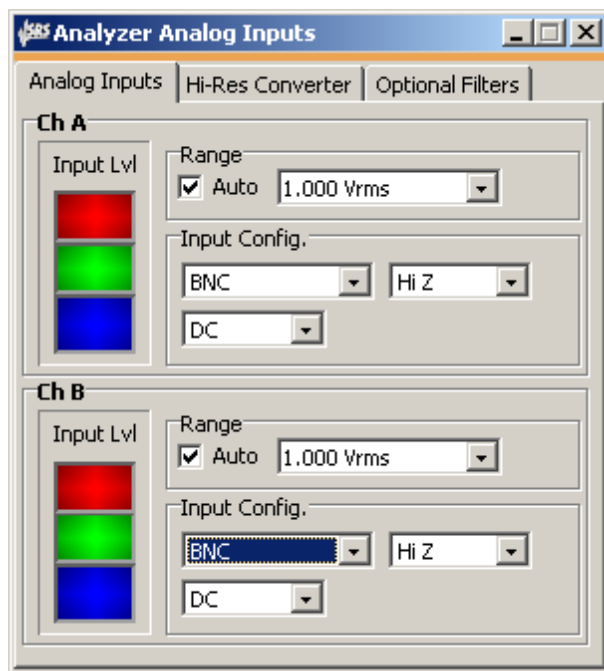 SRS Analyzer Analog Inputs
Analog Inputs Hi-Res Converter Optional Filters
Ch A
Input Lvl
Range
Auto 1.000 Vrms
Input Config.
BNC Hi Z
DC
Ch B
Input Lvl
Range
Auto 1.000 Vrms
Input Config.
BNC Hi Z
DC